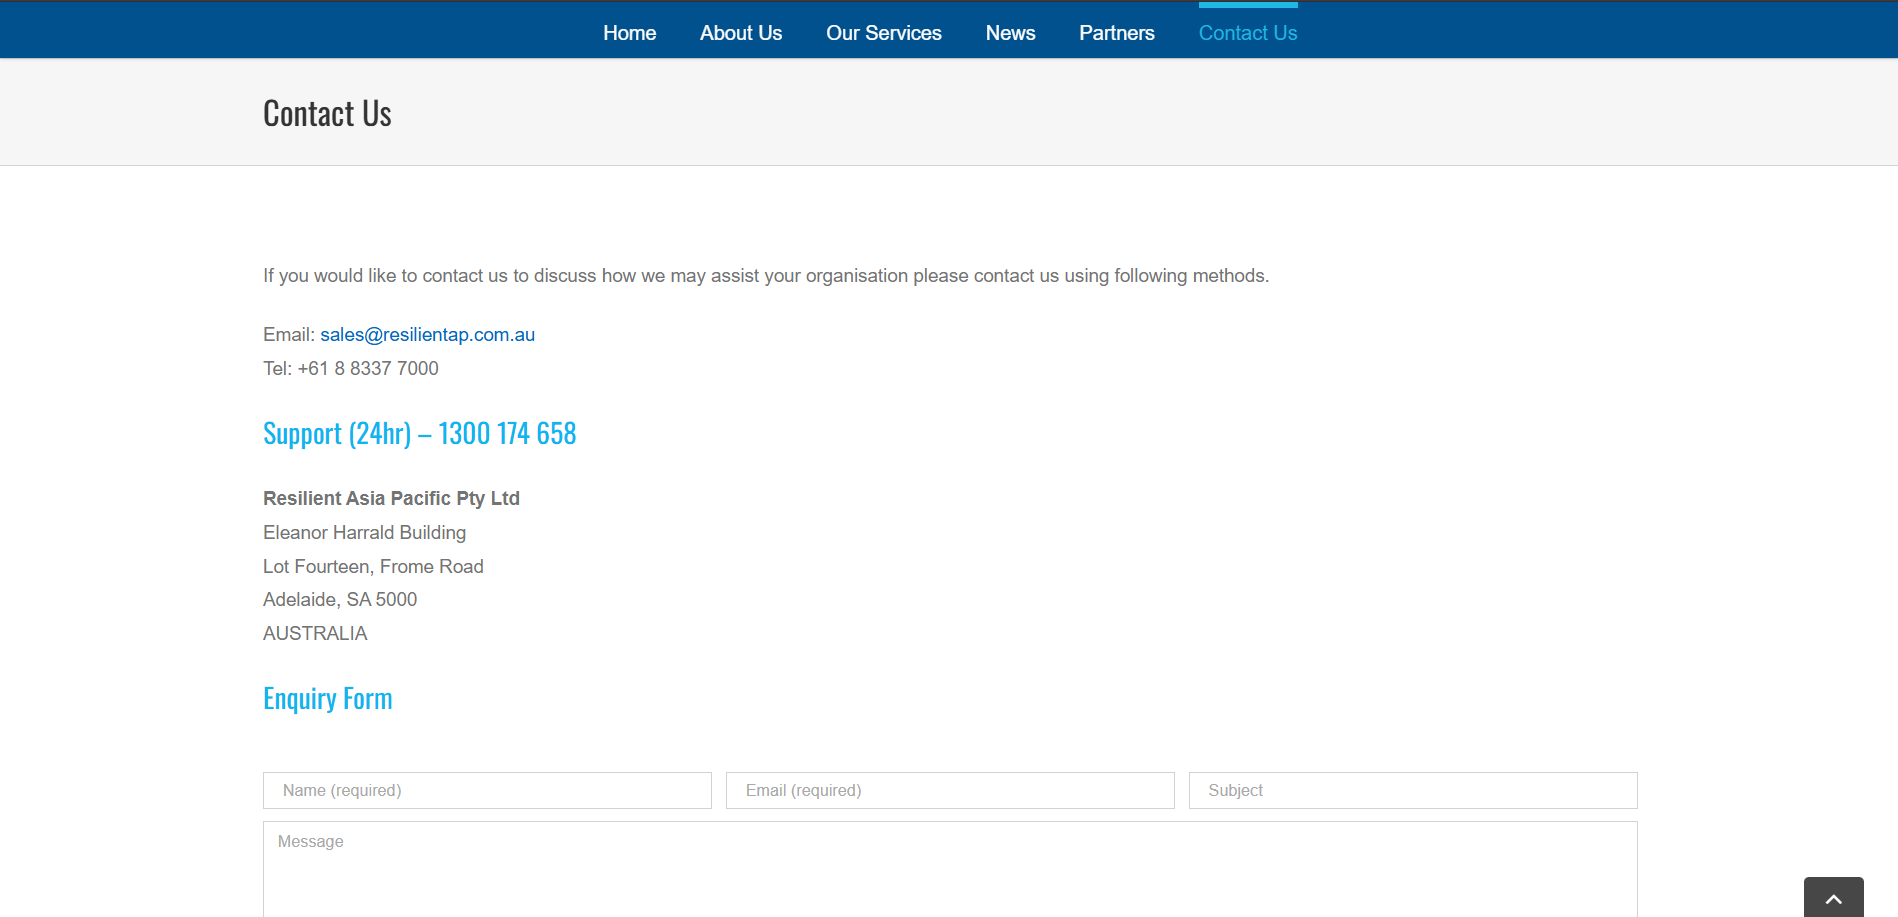 Home About Us Our Services News Partners Contact Us
Contact Us
If you would like to contact us to discuss how we may assist your organisation please contact us using following methods.
Email: sales@resilientap.com.au
Tel: +61 8 8337 7000
Support (24hr) – 1300 174 658
Resilient Asia Pacific Pty Ltd
Eleanor Harrald Building
Lot Fourteen, Frome Road
Adelaide, SA 5000
AUSTRALIA
Enquiry Form
Name (required) Email (required) Subject
Message